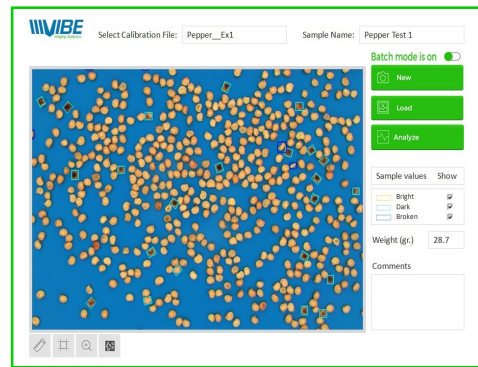 VIBE
Imaging Analytics
Select Calibration File:
Pepper__Ex1
Sample Name:
Pepper Test 1
Batch mode is on
New
Load
Analyze
Sample values Show
Bright
Dark
Broken
Weight (gr.)
28.7
Comments